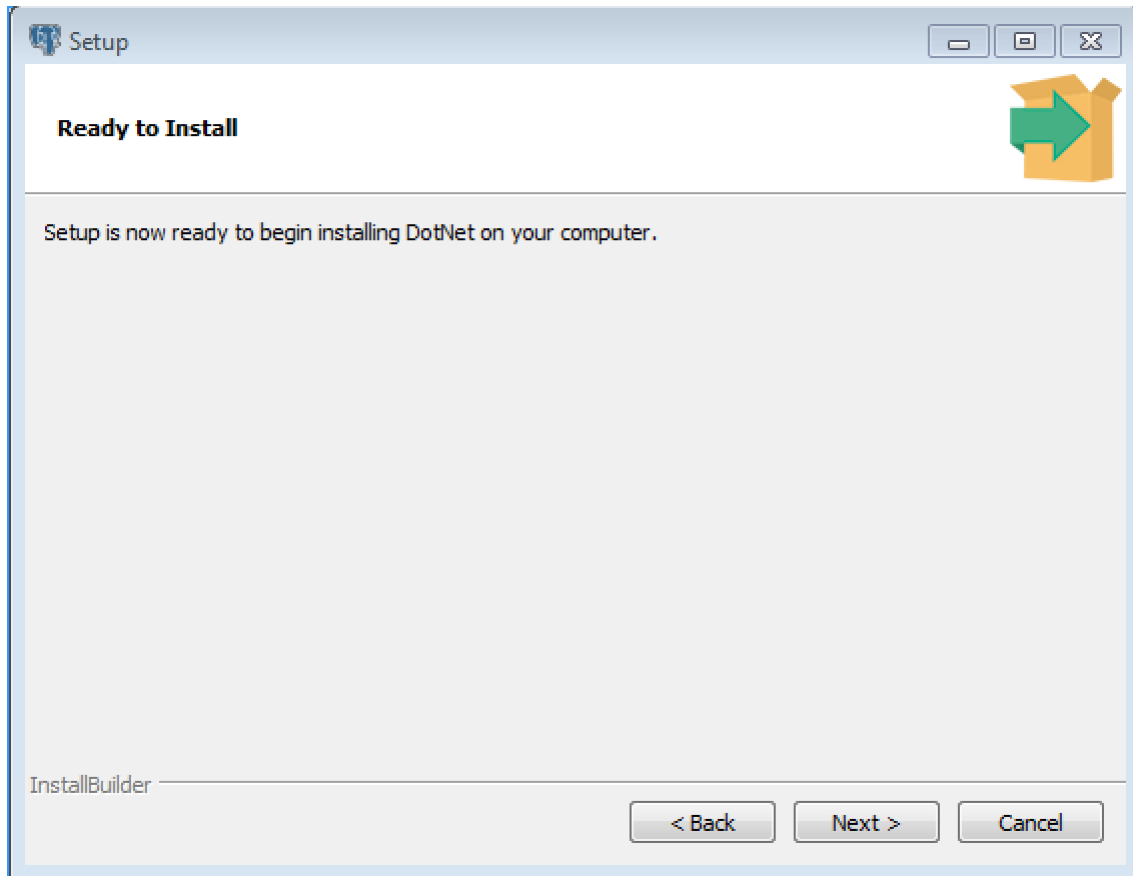 Setup
Ready to Install
Setup is now ready to begin installing DotNet on your computer.
InstallBuilder
< Back Next > Cancel